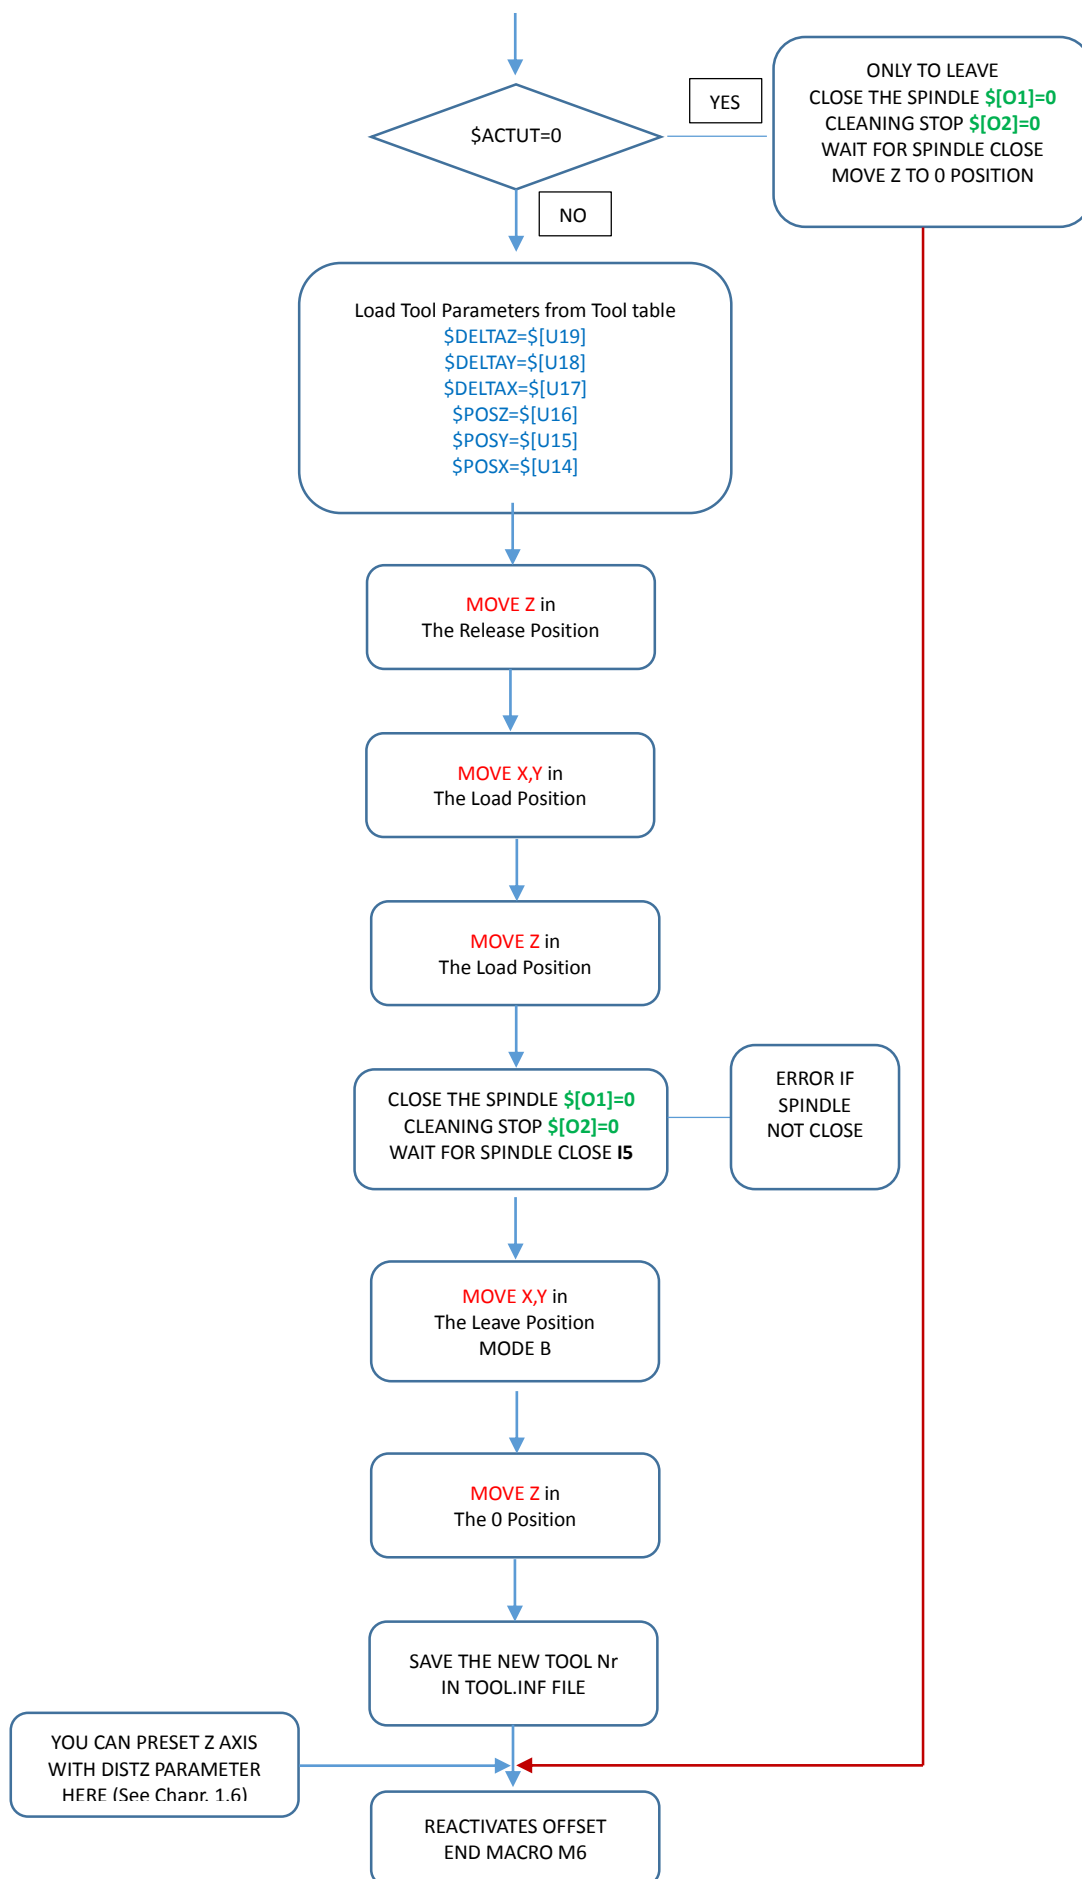 $ACTUT=0
YES
ONLY TO LEAVE
CLOSE THE SPINDLE $[O1]=0
CLEANING STOP $[O2]=0
WAIT FOR SPINDLE CLOSE
MOVE Z TO 0 POSITION
NO
Load Tool Parameters from Tool table
$DELTAZ=$[U19]
$DELTAY=$[U18]
$DELTAX=$[U17]
$POSZ=$[U16]
$POSY=$[U15]
$POSX=$[U14]
MOVE Z in
The Release Position
MOVE X,Y in
The Load Position
MOVE Z in
The Load Position
CLOSE THE SPINDLE $[O1]=0
CLEANING STOP $[O2]=0
WAIT FOR SPINDLE CLOSE I5
ERROR IF
SPINDLE
NOT CLOSE
MOVE X,Y in
The Leave Position
MODE B
MOVE Z in
The 0 Position
SAVE THE NEW TOOL Nr
IN TOOL.INF FILE
YOU CAN PRESET Z AXIS
WITH DISTZ PARAMETER
HERE (See Chapr. 1.6)
REACTIVATES OFFSET
END MACRO M6